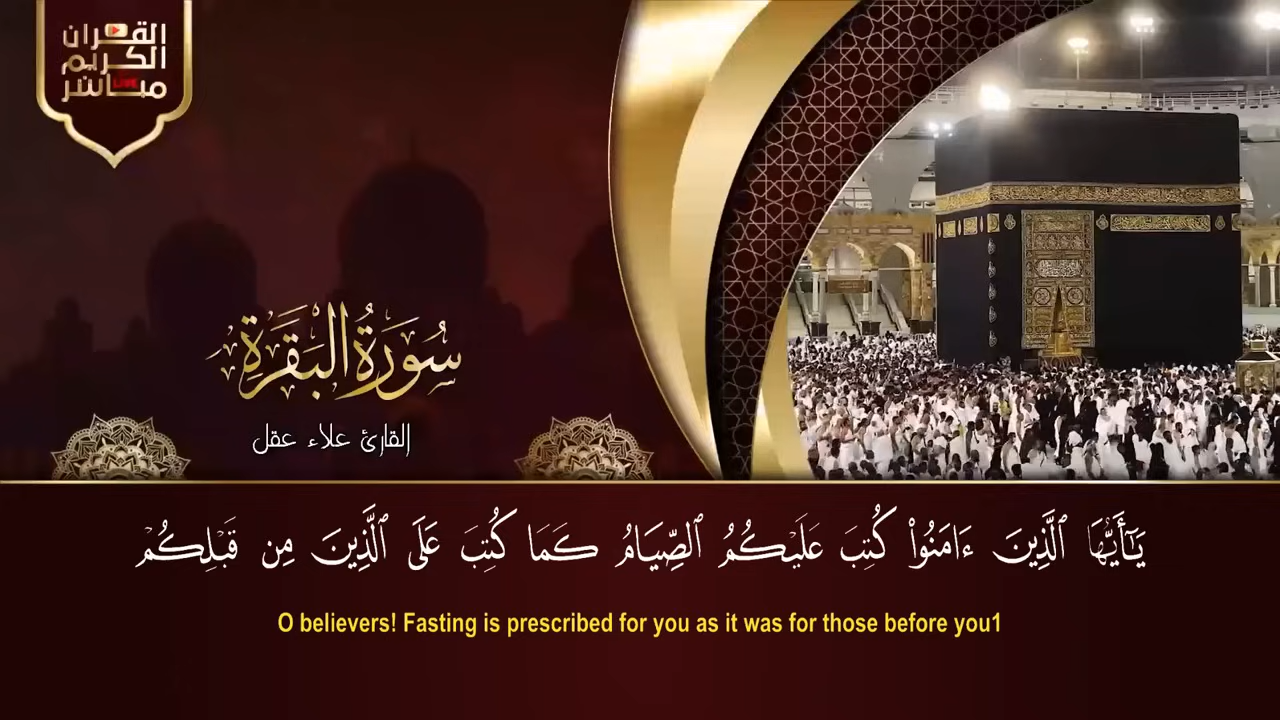 القرآن
الكريم
LIVE
مباشر
سُورَةُ البَقَرَةِ
القارئ علاء عقل
يَـٰٓأَيُّهَا ٱلَّذِينَ ءَامَنُوا۟ كُتِبَ عَلَيْكُمُ ٱلصِّيَامُ كَمَا كُتِبَ عَلَى ٱلَّذِينَ مِن قَبْلِكُمْ
O believers! Fasting is prescribed for you as it was for those before you1